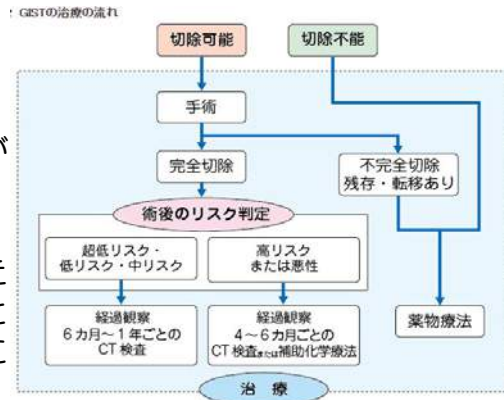 GISTの治療の流れ
切除可能
切除不能
手術
が
完全切除
不完全切除
残存・転移あり
術後のリスク判定
超低リスク・
低リスク・中リスク
高リスク
または悪性
経過観察
6カ月〜1年ごとの
CT検査
経過観察
4〜6カ月ごとの
CT検査または補助化学療法
薬物療法
治療